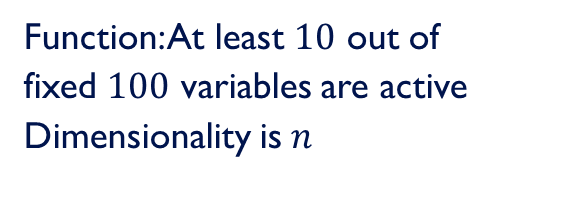 Function:At least 10 out of
fixed 100 variables are active
Dimensionality is n